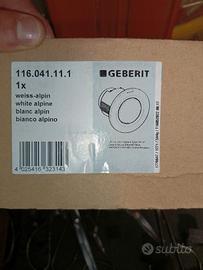 116.041.11.1
GEBERIT
1x
weiss-alpin
white alpine
blanc alpin
bianco alpino
4 025416 323143
subito